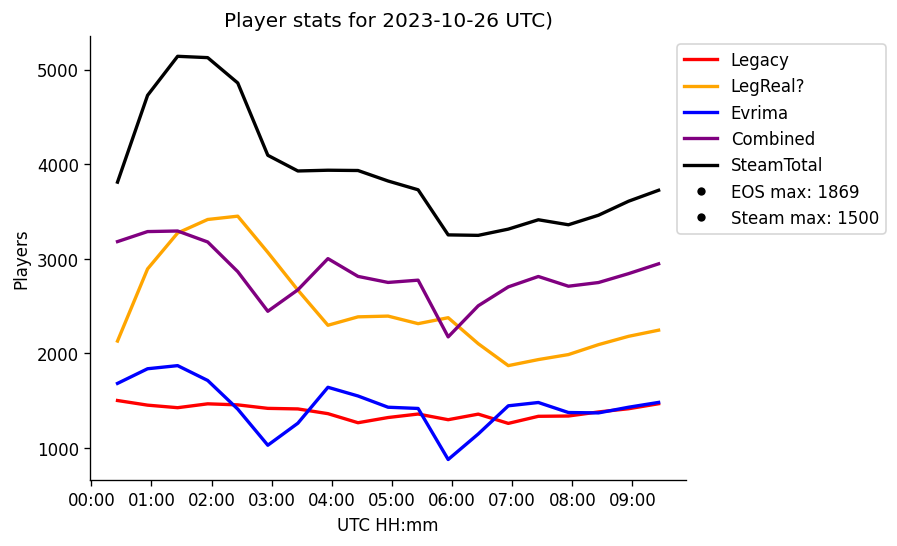 Player stats for 2023-10-26 UTC)
Players
5000
4000
3000
2000
1000
00:00 01:00 02:00 03:00 04:00 05:00 06:00 07:00 08:00 09:00
UTC HH:mm
Legacy
LegReal?
Evrima
Combined
SteamTotal
EOS max: 1869
Steam max: 1500